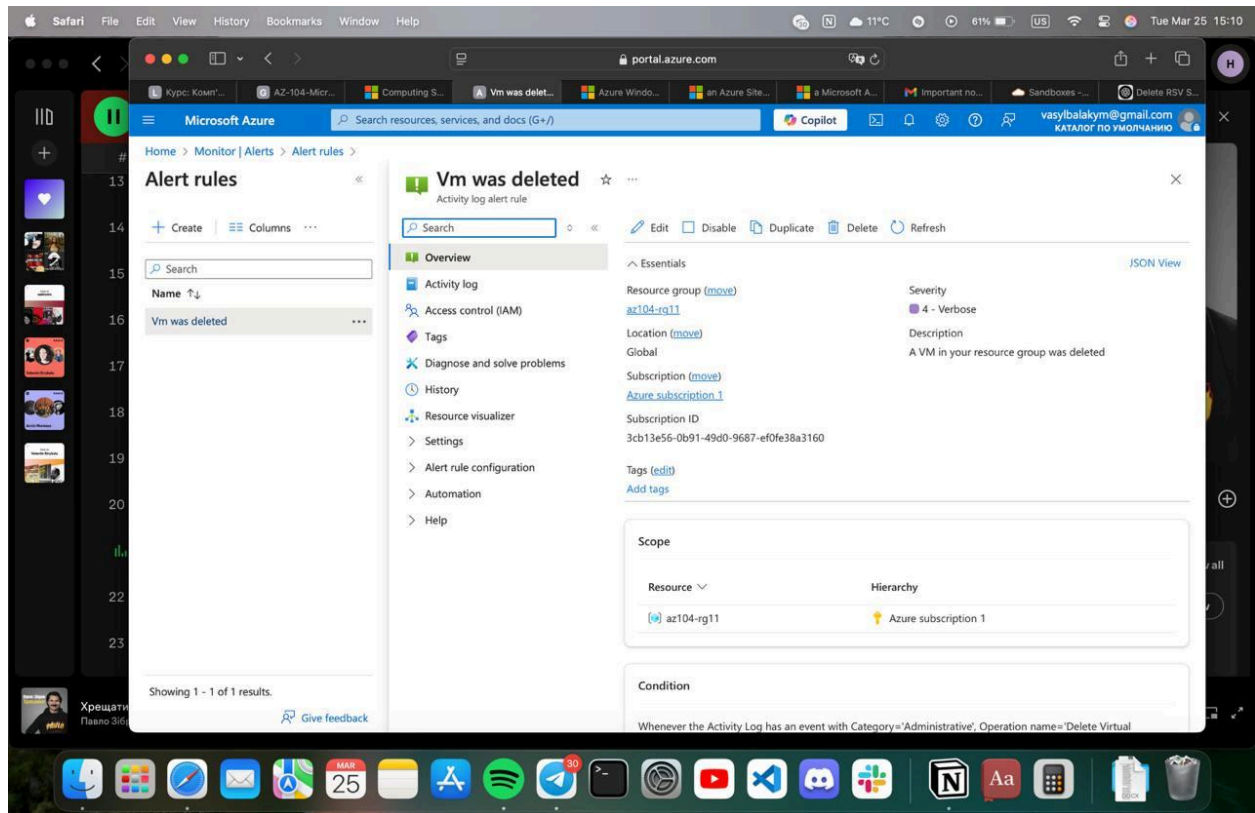 Safari File Edit View History Bookmarks Window Help
11°C 61% US Tue Mar 25 15:10
portal.azure.com
L Курс: Комп'... G AZ-104-Micr... Computing S... A Vm was delet... Azure Windo... an Azure Site... a Microsoft A... Important no... Sandboxes -... Delete RSV S...
Microsoft Azure Search resources, services, and docs (G+/) Copilot vasylbalakym@gmail.com
КАТАЛОГ ПО УМОЛЧАНИЮ
H
Home > Monitor | Alerts > Alert rules >
Alert rules
+ Create Columns ...
Search
Name ↑↓
Vm was deleted ...
Showing 1 - 1 of 1 results.
Give feedback
Vm was deleted ...
Activity log alert rule
Search
Overview
Activity log
Access control (IAM)
Tags
Diagnose and solve problems
History
Resource visualizer
Settings
Alert rule configuration
Automation
Help
Edit Disable Duplicate Delete Refresh
Essentials JSON View
Resource group (move)
az104-rg11
Location (move)
Global
Subscription (move)
Azure subscription 1
Subscription ID
3cb13e56-0b91-49d0-9687-ef0fe38a3160
Tags (edit)
Add tags
Severity
4 - Verbose
Description
A VM in your resource group was deleted
Scope
Resource Hierarchy
az104-rg11 Azure subscription 1
Condition
Whenever the Activity Log has an event with Category='Administrative', Operation name='Delete Virtual
#
13
14
15
16
17
18
19
20
22
23
all
Хрещати
Павло Зіб
MAR
25
30
Aa
DOCX